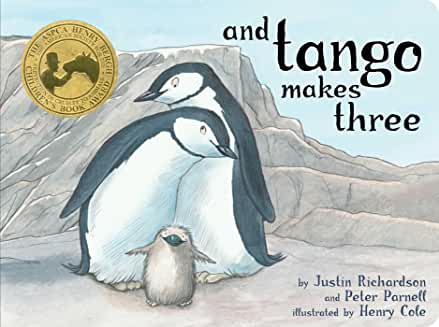 THE ASPCA HENRY BERGH
CHILDREN'S BOOK AWARD
and
tango
makes
three
by Justin Richardson
and Peter Parnell
illustrated by Henry Cole